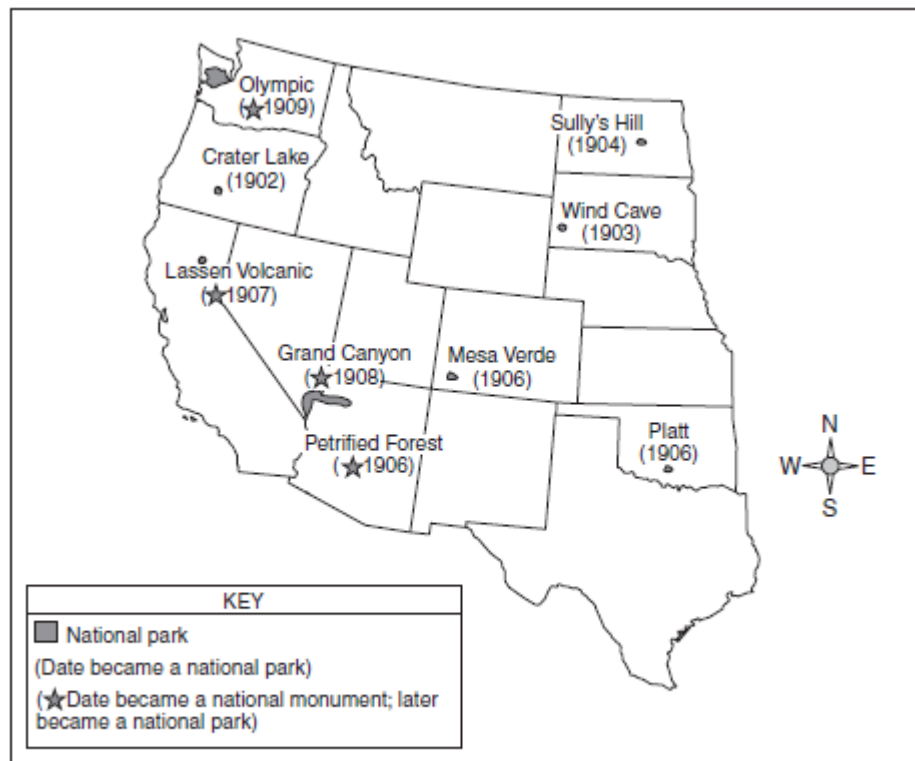 Olympic
(★1909)
Sully's Hill
(1904)
Crater Lake
(1902)
Wind Cave
(1903)
Lassen Volcanic
(★1907)
Grand Canyon
(★1908)
Mesa Verde
(1906)
Petrified Forest
(★1906)
Platt
(1906)
N
W E
S
KEY
National park
(Date became a national park)
(★Date became a national monument; later
became a national park)